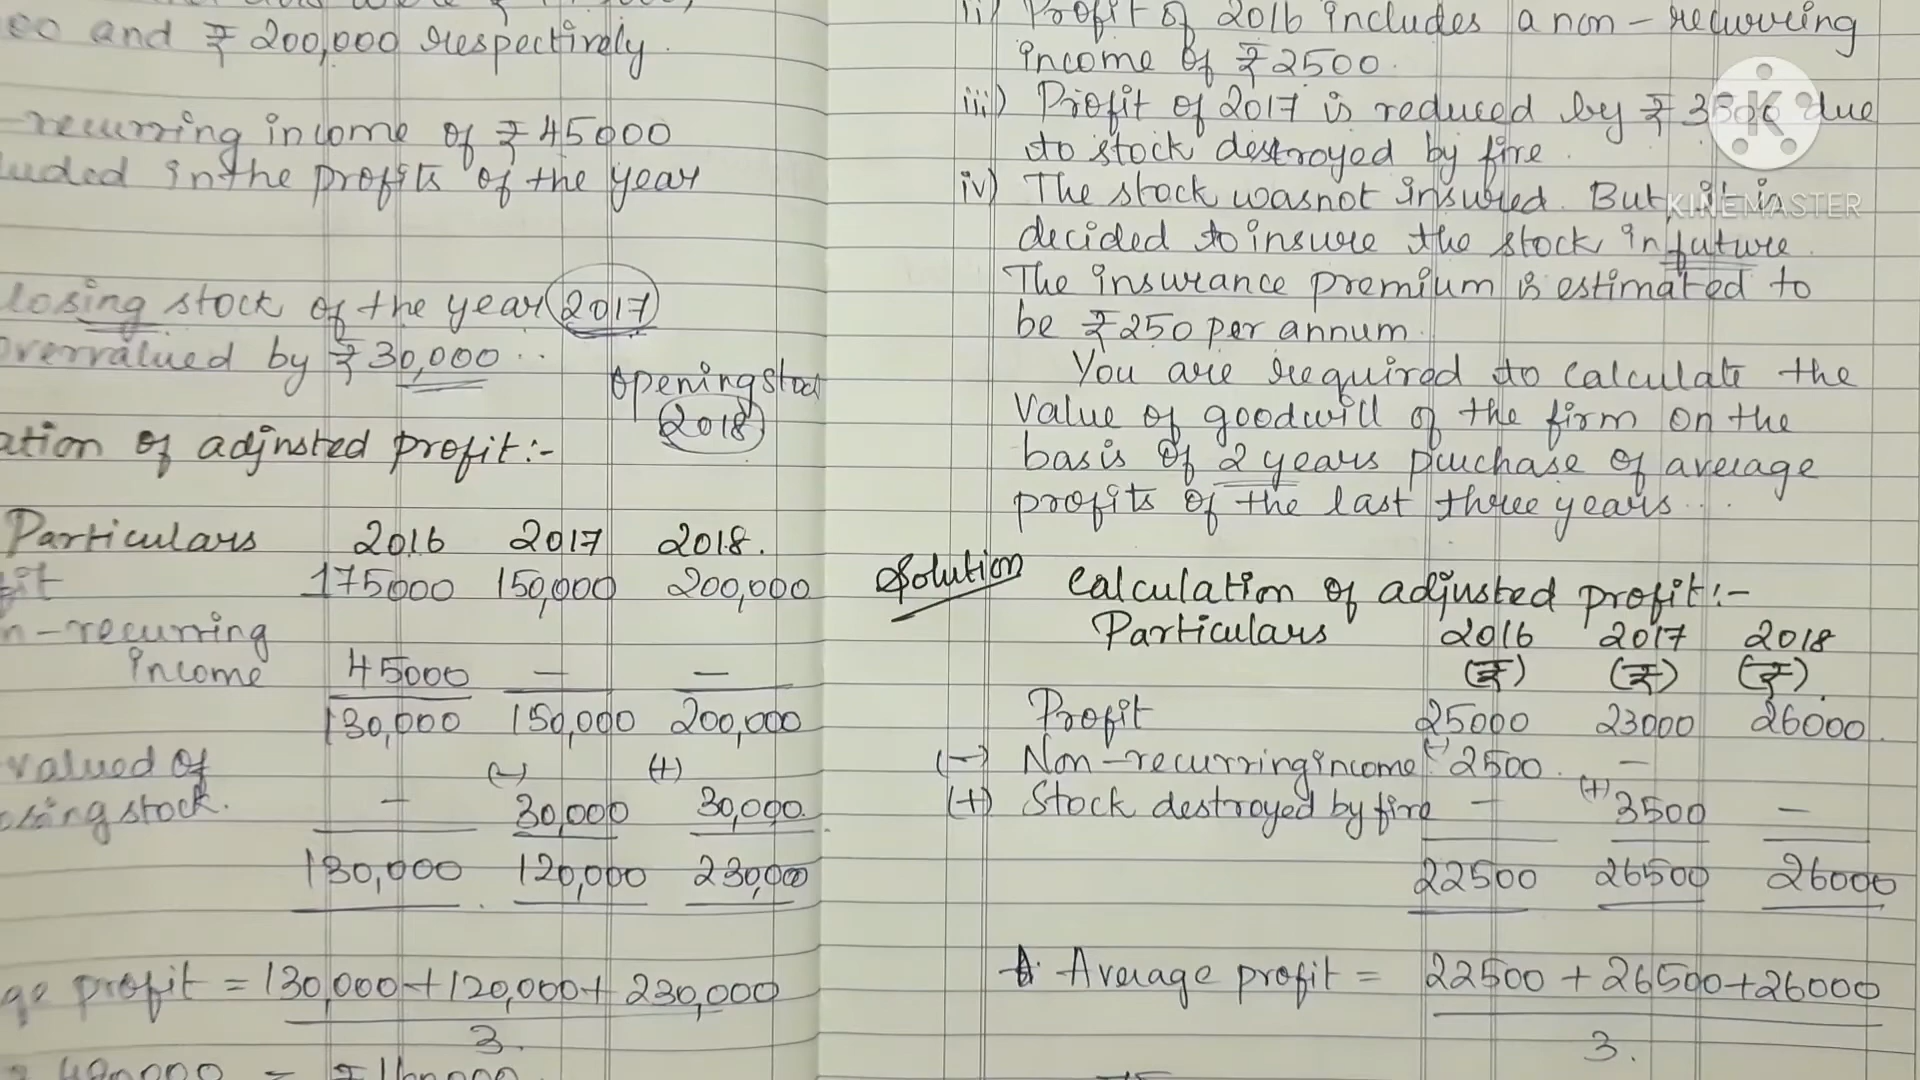 and ₹ 200,000 respectively.
-recurring income of ₹ 45000
luded in the profits of the year
losing stock of the year 2017
overvalued by ₹ 30,000 ..
opening stock
2018
ation of adjusted profit:-
Particulars 2016 2017 2018.
fit 175000 150,000 200,000
n-recurring
income 45000 — —
130,000 150,000 200,000
valued of (-) (+)
osing stock. — 30,000 30,000.
130,000 120,000 230,000
ge profit = 130,000 + 120,000 + 230,000
3.
480000 = ₹ 160000
ii) Profit of 2016 includes a non-recurring
income of ₹ 2500.
iii) Profit of 2017 is reduced by ₹ 3500 due
to stock destroyed by fire.
iv) The stock was not insured. But, it is
decided to insure the stock in future.
The insurance premium is estimated to
be ₹ 250 per annum.
You are required to calculate the
value of goodwill of the firm on the
basis of 2 years purchase of average
profits of the last three years...
Solution Calculation of adjusted profit:-
Particulars 2016 2017 2018
(₹) (₹) (₹).
Profit 25000 23000 26000.
(-) Non-recurring income (-) 2500. —
(+) Stock destroyed by fire — (+) 3500 —
22500 26500 26000
Average profit = 22500 + 26500 + 26000
3.
K
KINEMASTER